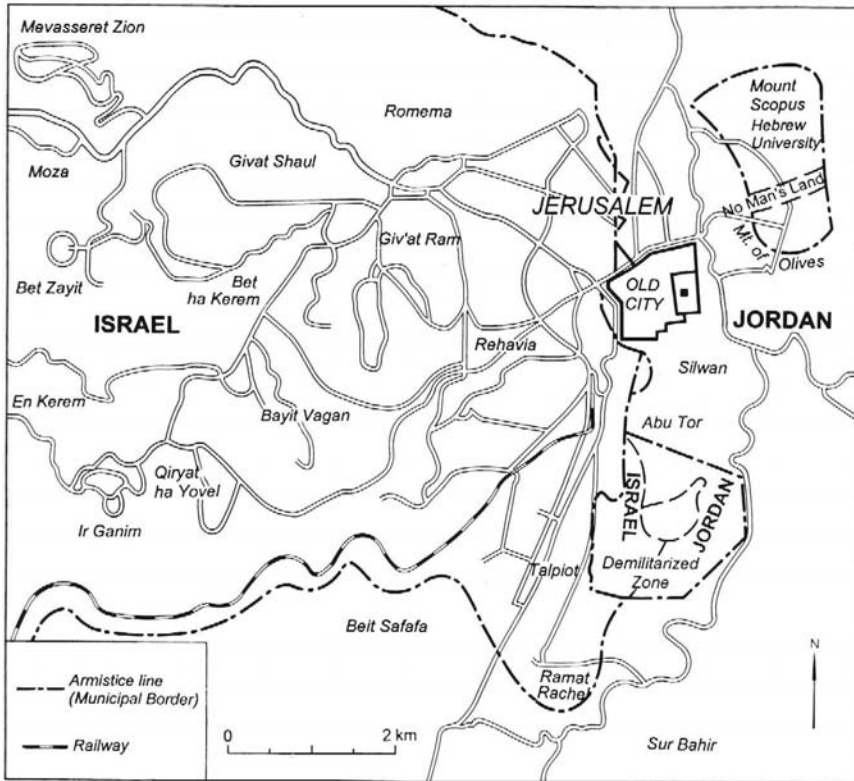 Mevasseret Zion
Mount
Scopus
Hebrew
University
Romema
Givat Shaul
Moza
No Man's Land
JERUSALEM
Giv'at Ram
Mt. of
Olives
Bet
ha Kerem
Bet Zayit
OLD
CITY
ISRAEL
JORDAN
Rehavia
Silwan
En Kerem
Bayit Vagan
Abu Tor
Qiryat
ha Yovel
ISRAEL
JORDAN
Ir Ganim
Demilitarized
Zone
Talpiot
Beit Safafa
N
Ramat
Rachel
Armistice line
(Municipal Border)
Railway
0 2 km
Sur Bahir